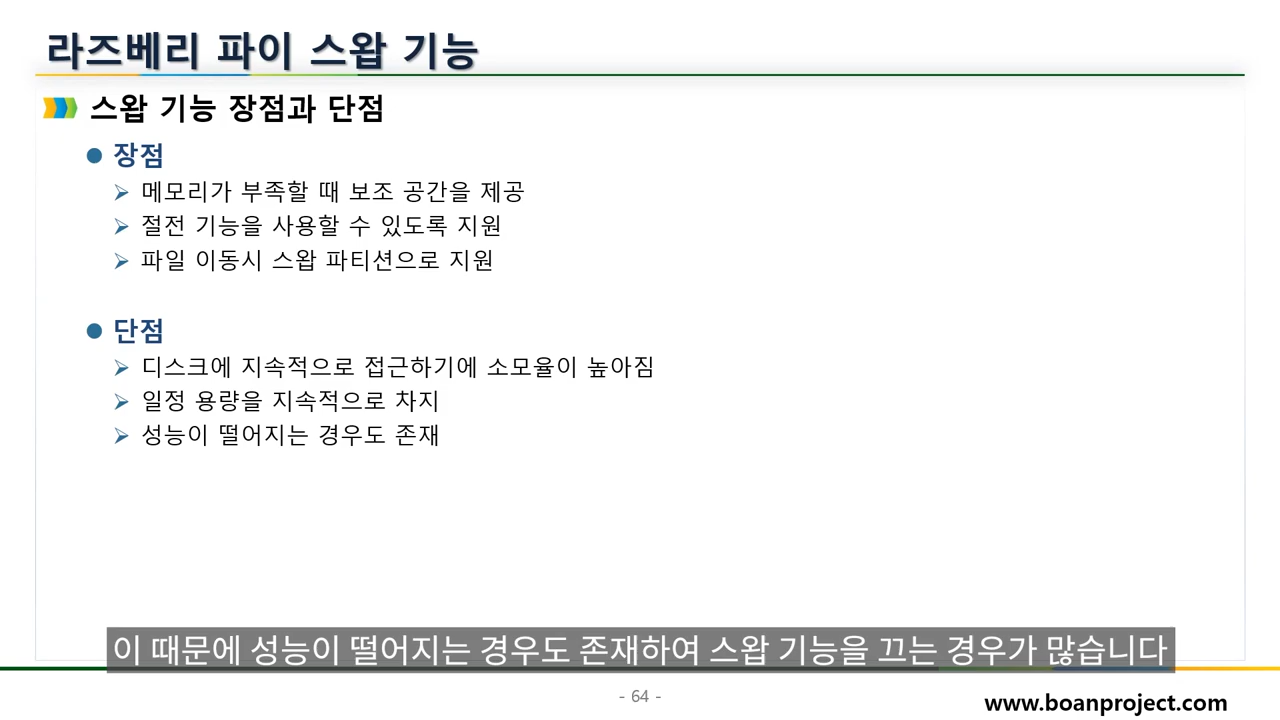 라즈베리 파이 스왑 기능
스왑 기능 장점과 단점
장점
메모리가 부족할 때 보조 공간을 제공
절전 기능을 사용할 수 있도록 지원
파일 이동시 스왑 파티션으로 지원
단점
디스크에 지속적으로 접근하기에 소모율이 높아짐
일정 용량을 지속적으로 차지
성능이 떨어지는 경우도 존재
이 때문에 성능이 떨어지는 경우도 존재하여 스왑 기능을 끄는 경우가 많습니다
- 64 -
www.boanproject.com